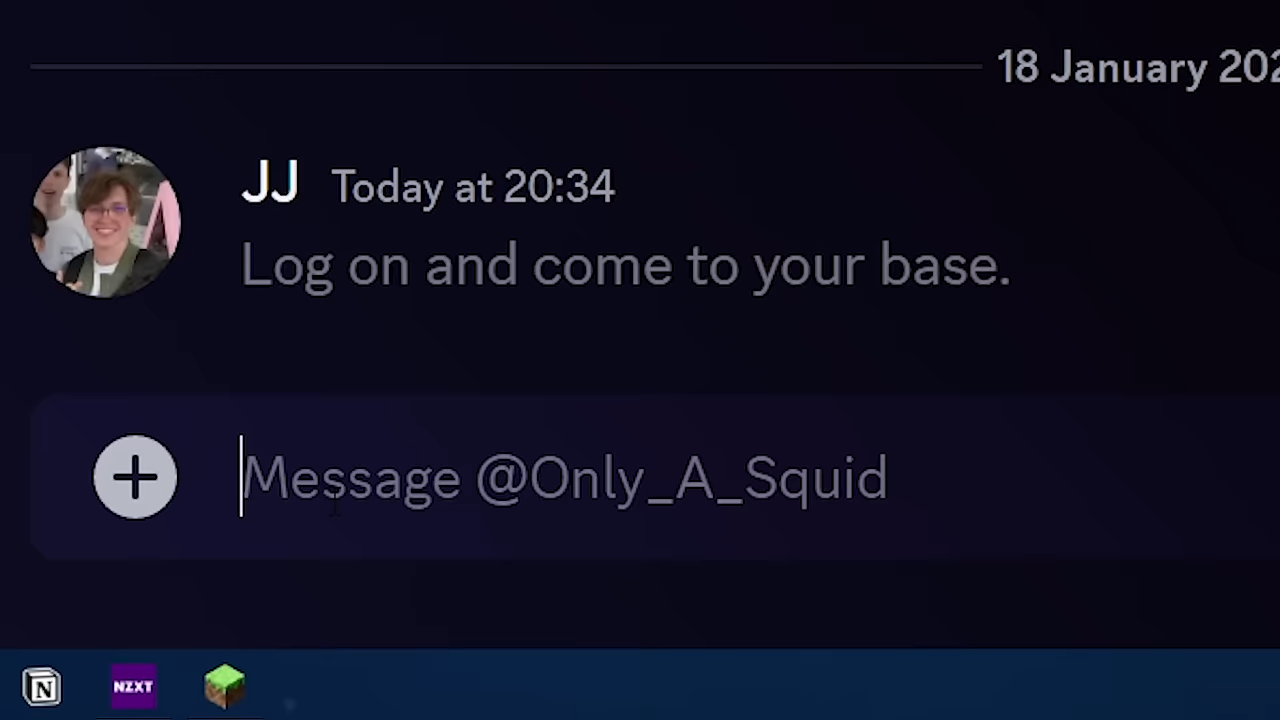 18 January 202
JJ Today at 20:34
Log on and come to your base.
Message @Only_A_Squid
N
NZXT